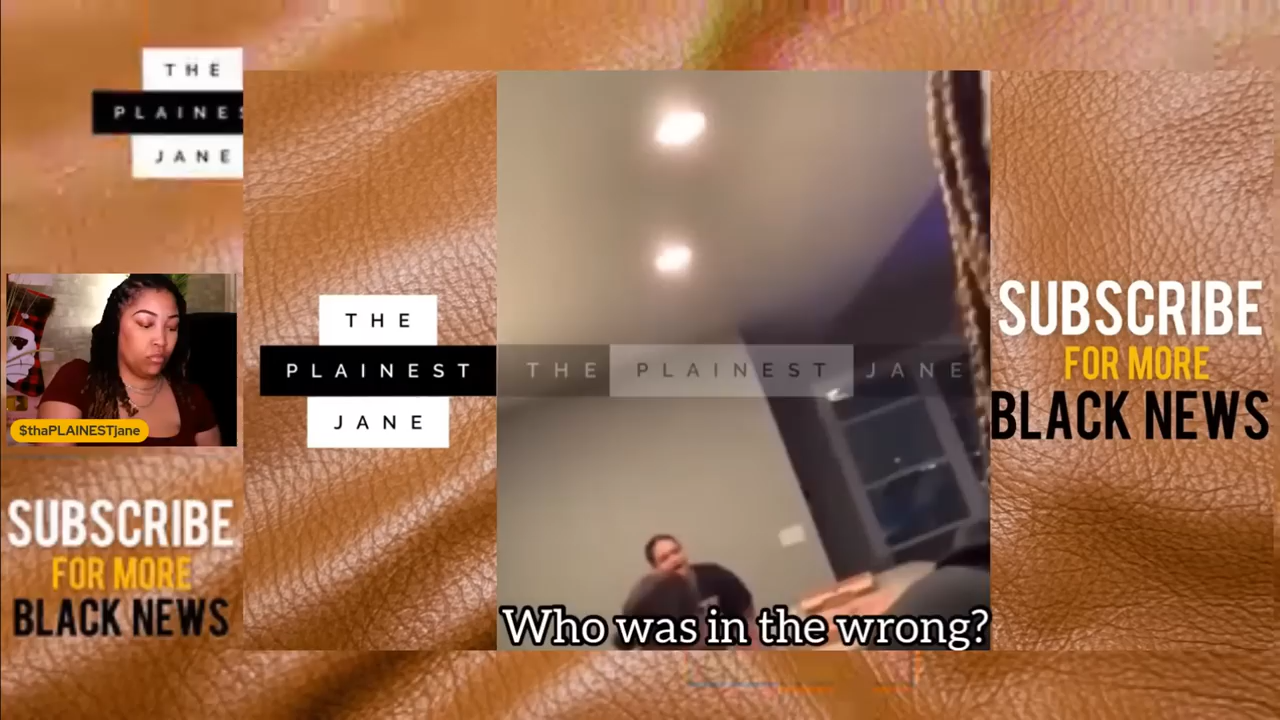 THE
PLAINES
JANE
$thaPLAINESTjane
SUBSCRIBE
FOR MORE
BLACK NEWS
THE
PLAINEST
JANE
THE PLAINEST JANE
Who was in the wrong?
SUBSCRIBE
FOR MORE
BLACK NEWS